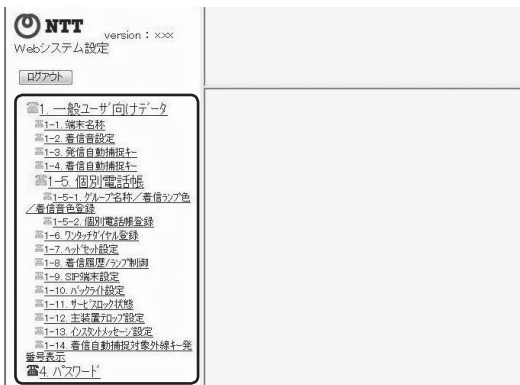 NTT version：×.××
Webシステム設定
ログアウト
1. 一般ユーザ向けデータ
1-1. 端末名称
1-2. 着信音設定
1-3. 発信自動捕捉キー
1-4. 着信自動捕捉キー
1-5. 個別電話帳
1-5-1. グループ名称／着信ランプ色
／着信音色登録
1-5-2. 個別電話帳登録
1-6. ワンタッチダイヤル登録
1-7. ヘッドセット設定
1-8. 着信履歴/ランプ制御
1-9. SIP端末設定
1-10. バックライト設定
1-11. サービスロック状態
1-12. 主装置テロップ設定
1-13. インスタントメッセージ設定
1-14. 着信自動捕捉対象外線キー発
番号表示
4. パスワード